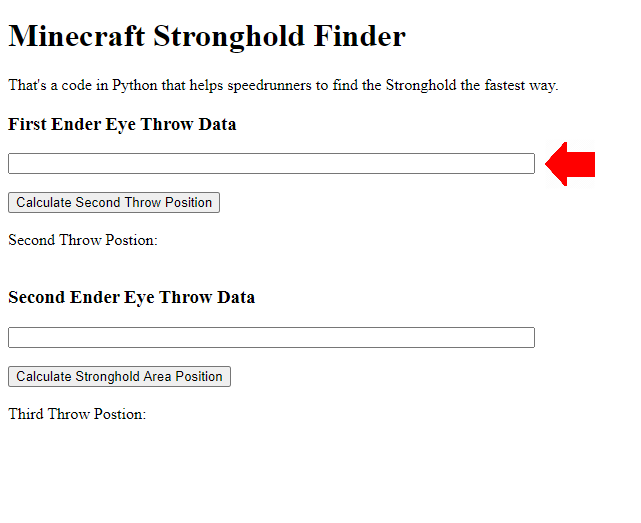 Minecraft Stronghold Finder
That's a code in Python that helps speedrunners to find the Stronghold the fastest way.
First Ender Eye Throw Data
Calculate Second Throw Position
Second Throw Postion:
Second Ender Eye Throw Data
Calculate Stronghold Area Position
Third Throw Postion: